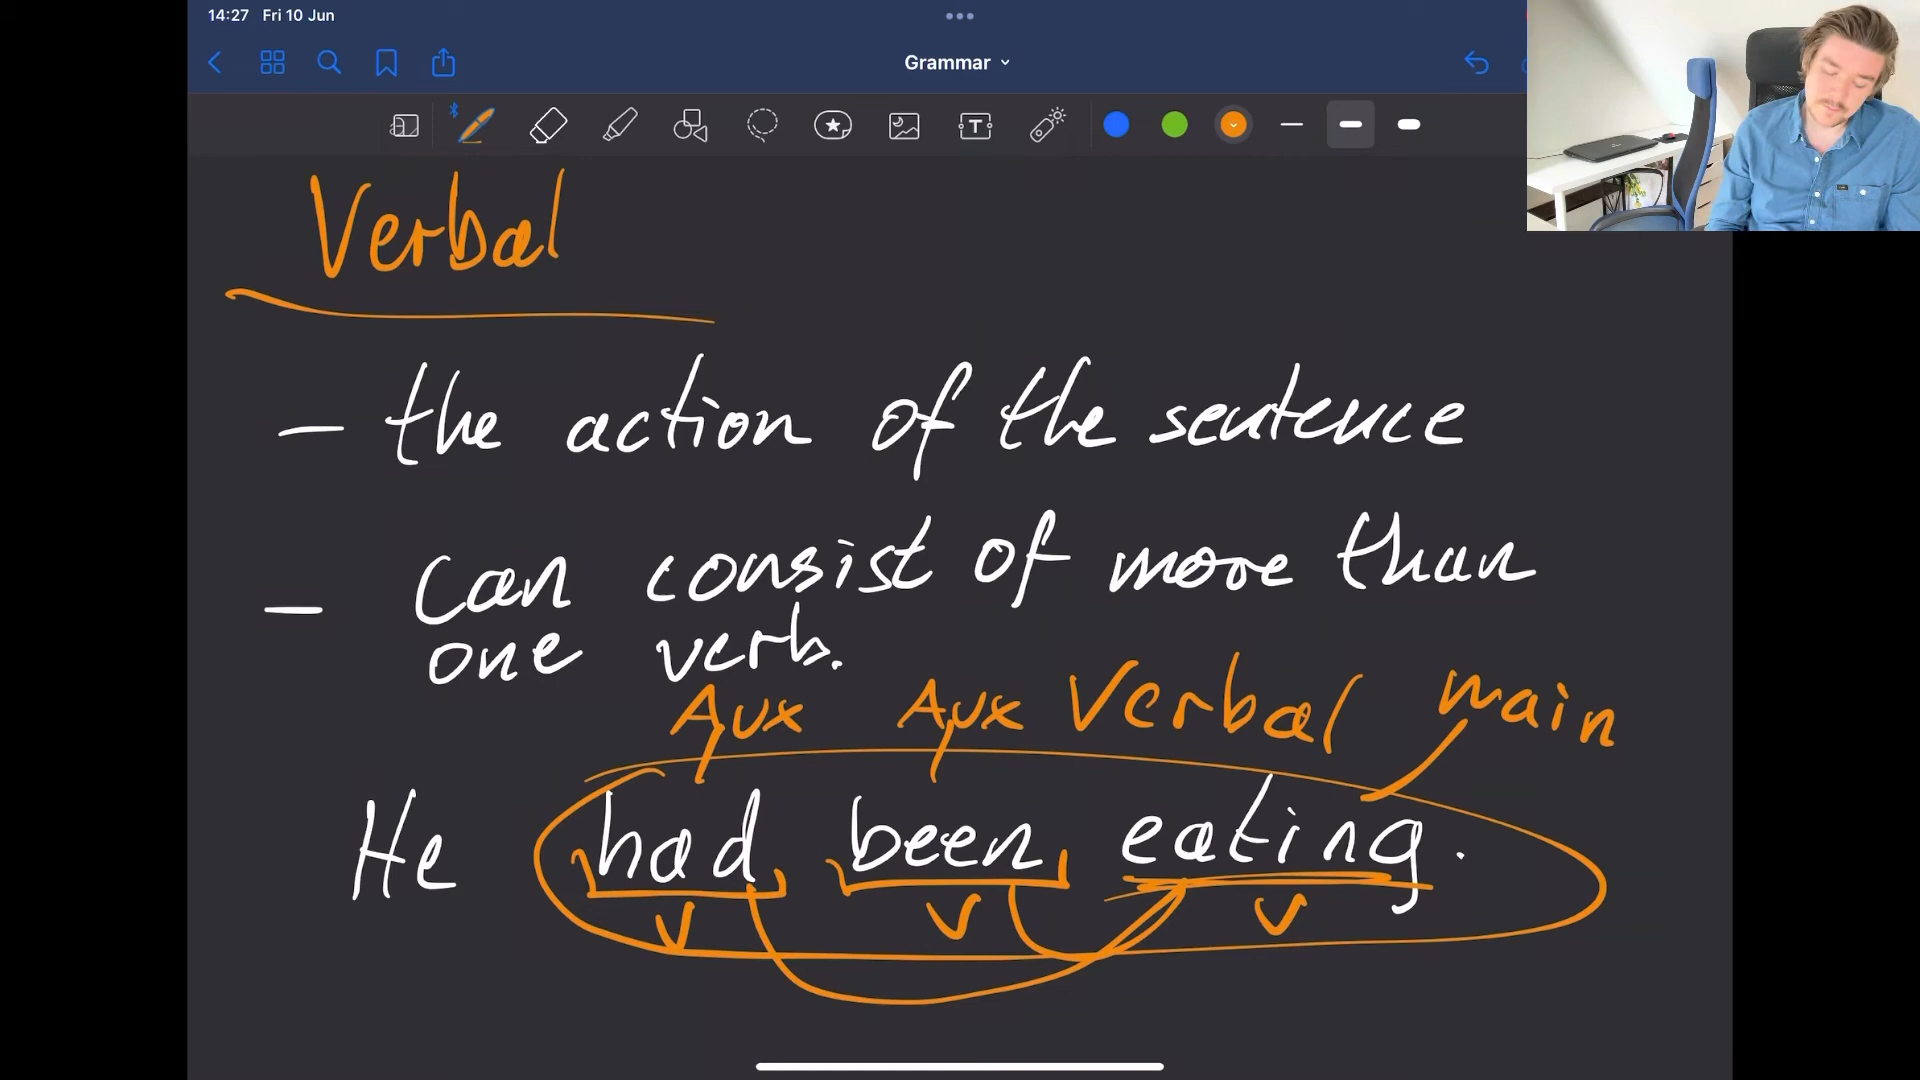 14:27 Fri 10 Jun
Grammar
Verbal
- the action of the sentence
- can consist of more than
one verb.
Aux Aux Verbal main
He had been eating.
V V V